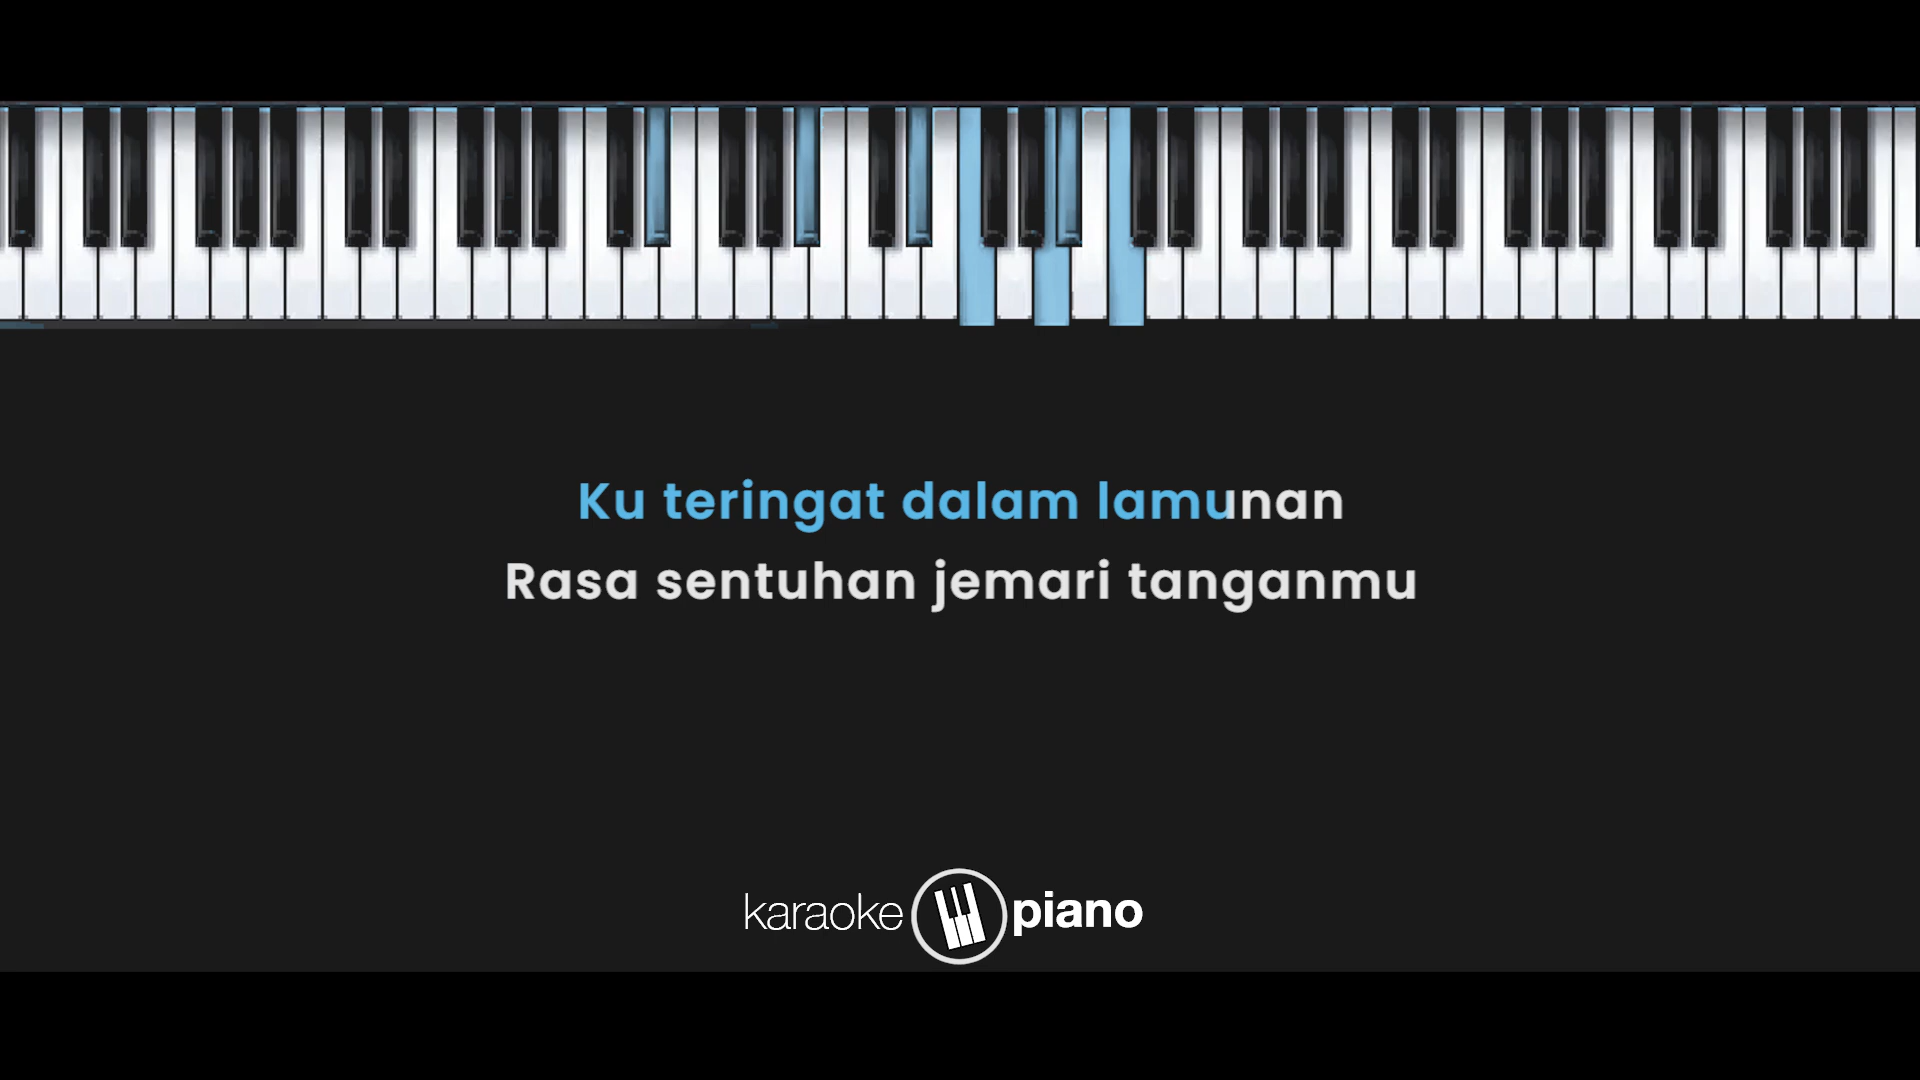 Ku teringat dalam lamunan
Rasa sentuhan jemari tanganmu
karaoke piano